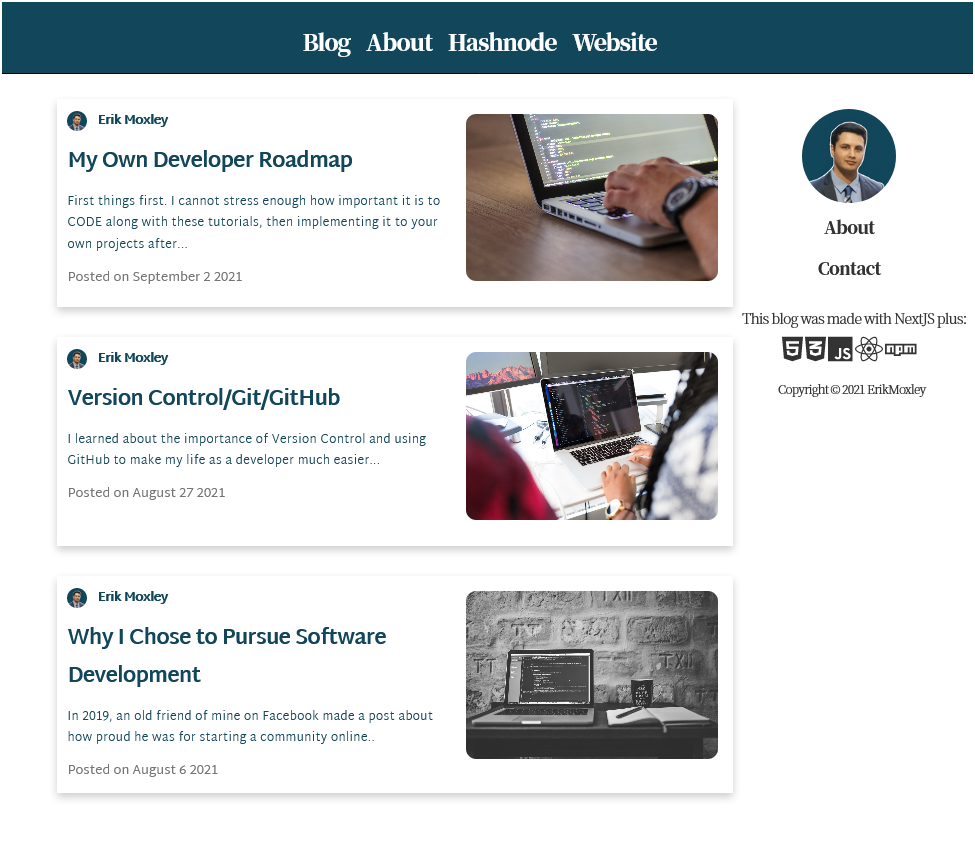 Blog About Hashnode Website
Erik Moxley
My Own Developer Roadmap
First things first. I cannot stress enough how important it is to
CODE along with these tutorials, then implementing it to your
own projects after...
Posted on September 2 2021
Erik Moxley
Version Control/Git/GitHub
I learned about the importance of Version Control and using
GitHub to make my life as a developer much easier...
Posted on August 27 2021
Erik Moxley
Why I Chose to Pursue Software
Development
In 2019, an old friend of mine on Facebook made a post about
how proud he was for starting a community online..
Posted on August 6 2021
About
Contact
This blog was made with NextJS plus:
5 3 JS npm
Copyright © 2021 ErikMoxley